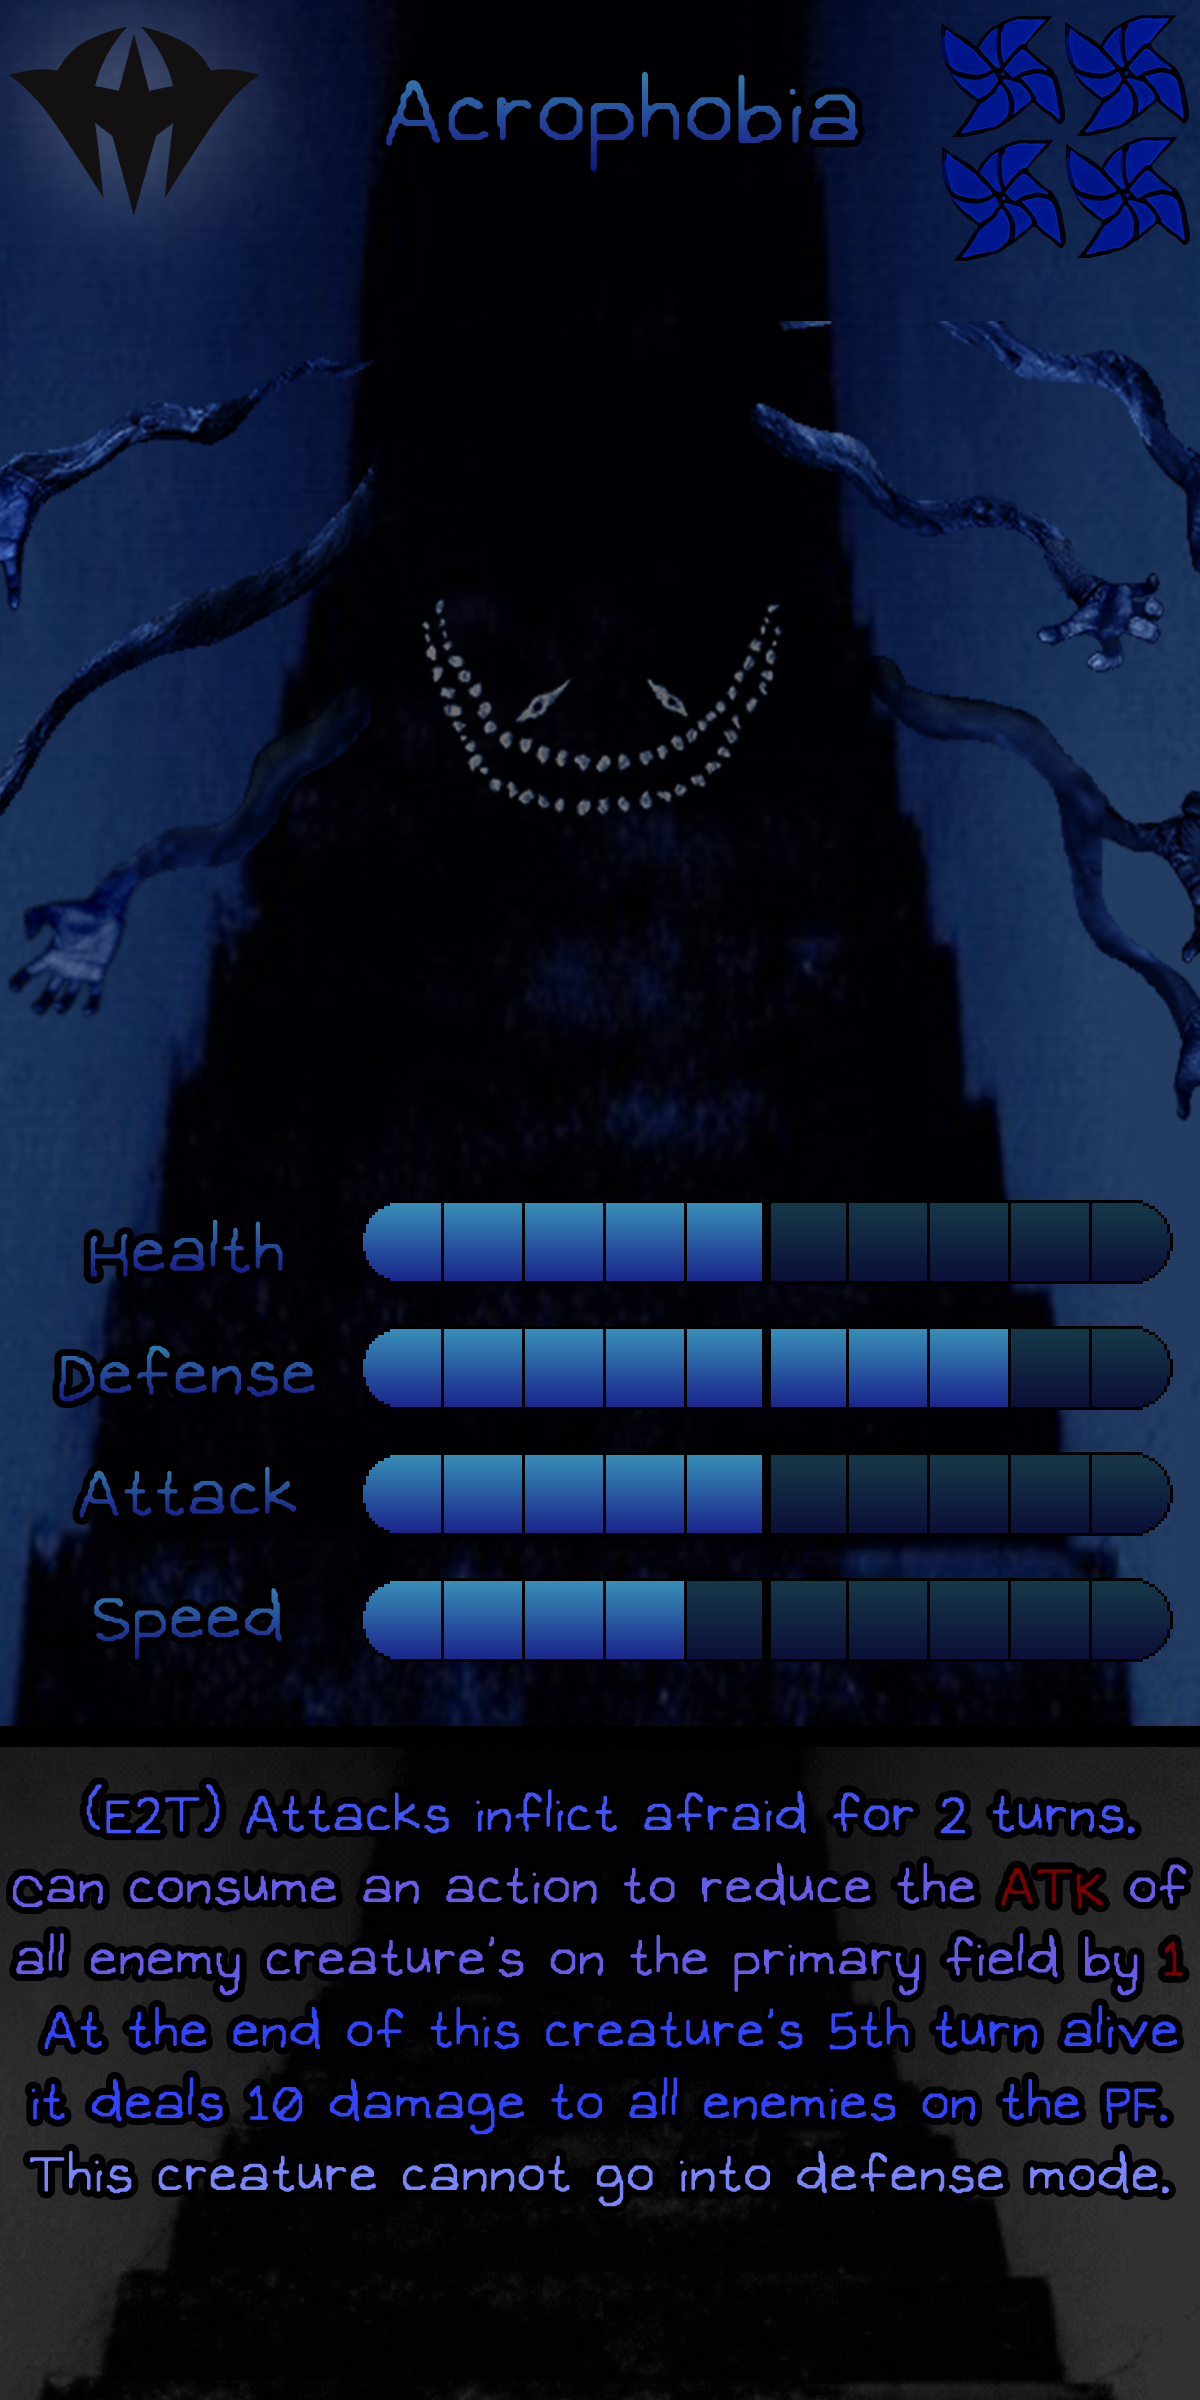 Acrophobia
Health
Defense
Attack
Speed
(E2T) Attacks inflict afraid for 2 turns.
Can consume an action to reduce the ATK of
all enemy creature's on the primary field by 1
At the end of this creature's 5th turn alive
it deals 10 damage to all enemies on the PF.
This creature cannot go into defense mode.